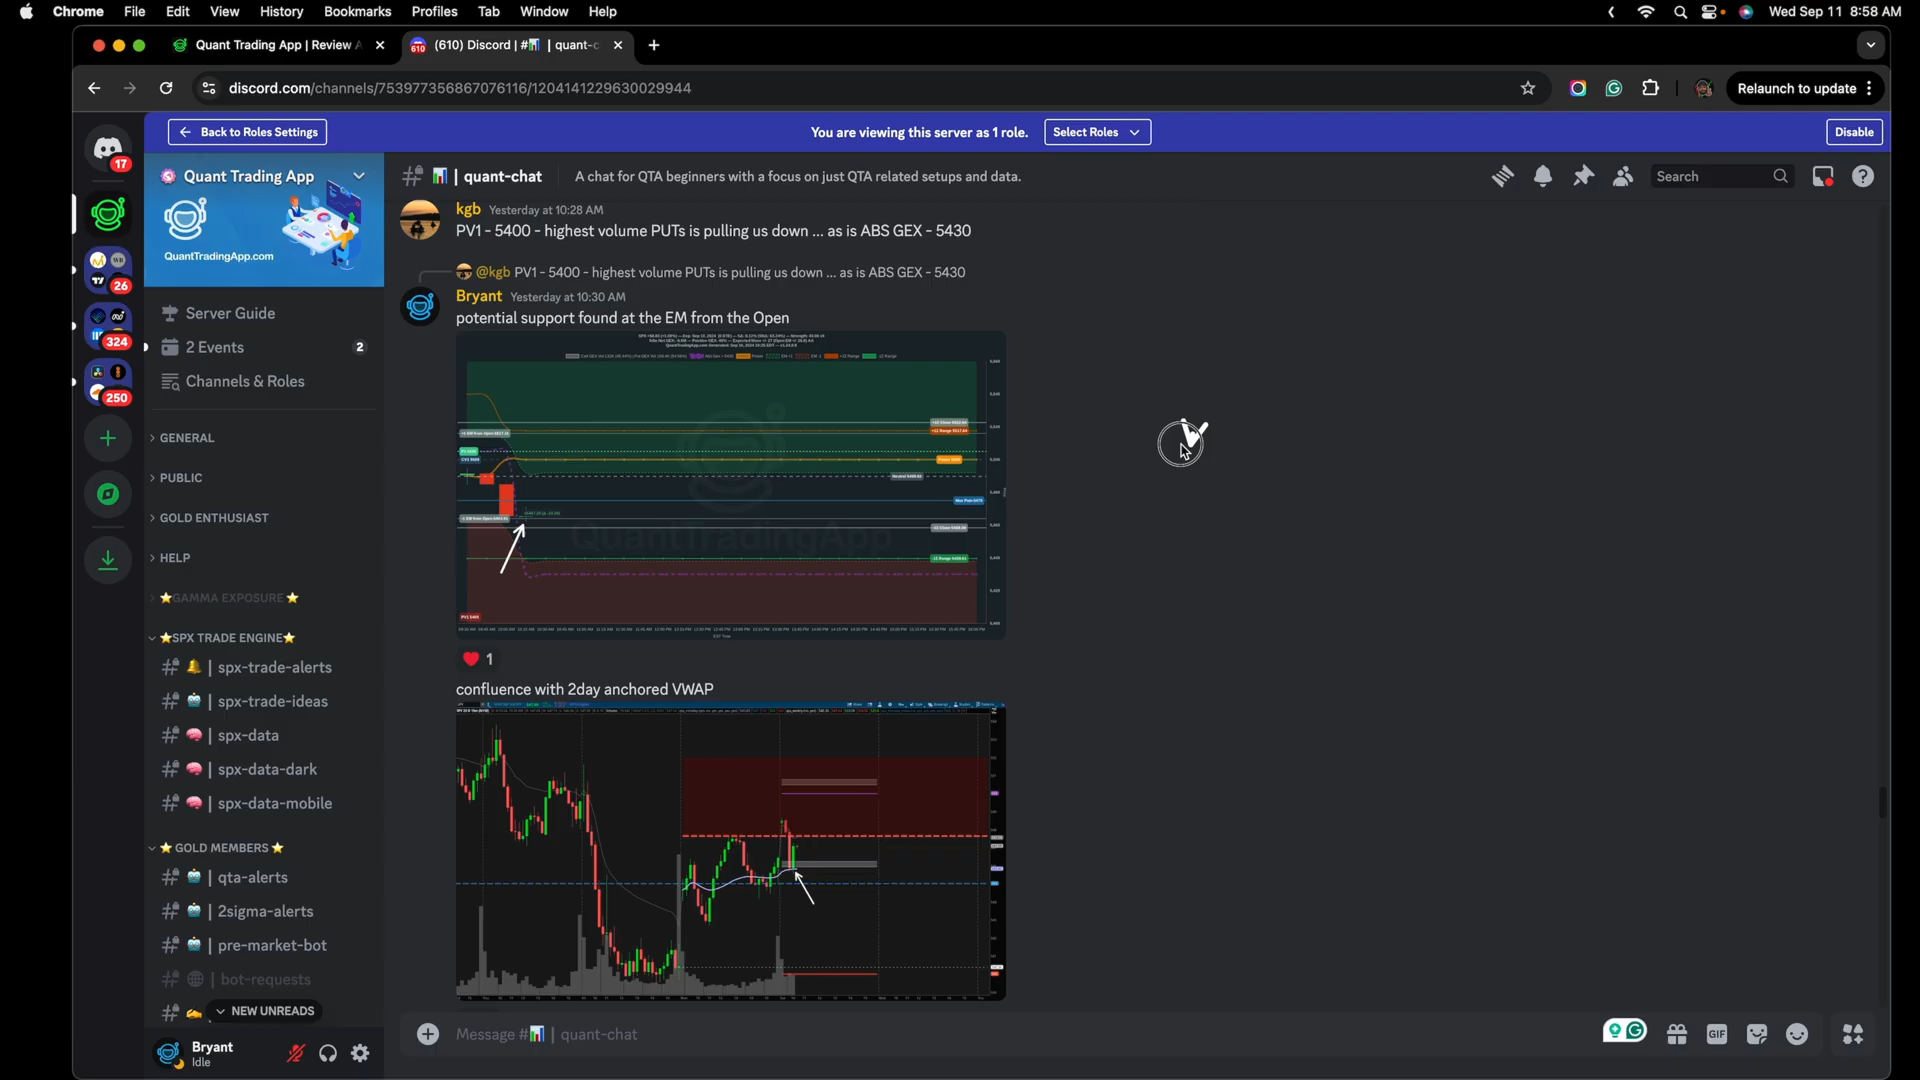 Chrome File Edit View History Bookmarks Profiles Tab Window Help
Wed Sep 11 8:58 AM
Quant Trading App | Review A
(610) Discord | #📊 | quant-c
discord.com/channels/753977356867076116/1204141229630029944
Relaunch to update
Back to Roles Settings
You are viewing this server as 1 role.
Select Roles
Disable
17
26
324
250
Quant Trading App
QuantTradingApp.com
Server Guide
2 Events
2
Channels & Roles
GENERAL
PUBLIC
GOLD ENTHUSIAST
HELP
⭐GAMMA EXPOSURE⭐
⭐SPX TRADE ENGINE⭐
🔔 | spx-trade-alerts
🤖 | spx-trade-ideas
🧠 | spx-data
🧠 | spx-data-dark
🧠 | spx-data-mobile
⭐ GOLD MEMBERS ⭐
🤖 | qta-alerts
🤖 | 2sigma-alerts
🤖 | pre-market-bot
🌐 | bot-requests
NEW UNREADS
Bryant
Idle
📊 | quant-chat
A chat for QTA beginners with a focus on just QTA related setups and data.
Search
kgb Yesterday at 10:28 AM
PV1 - 5400 - highest volume PUTs is pulling us down ... as is ABS GEX - 5430
@kgb PV1 - 5400 - highest volume PUTs is pulling us down ... as is ABS GEX - 5430
Bryant Yesterday at 10:30 AM
potential support found at the EM from the Open
QuantTradingApp
❤️ 1
confluence with 2day anchored VWAP
Message #📊 | quant-chat
GIF